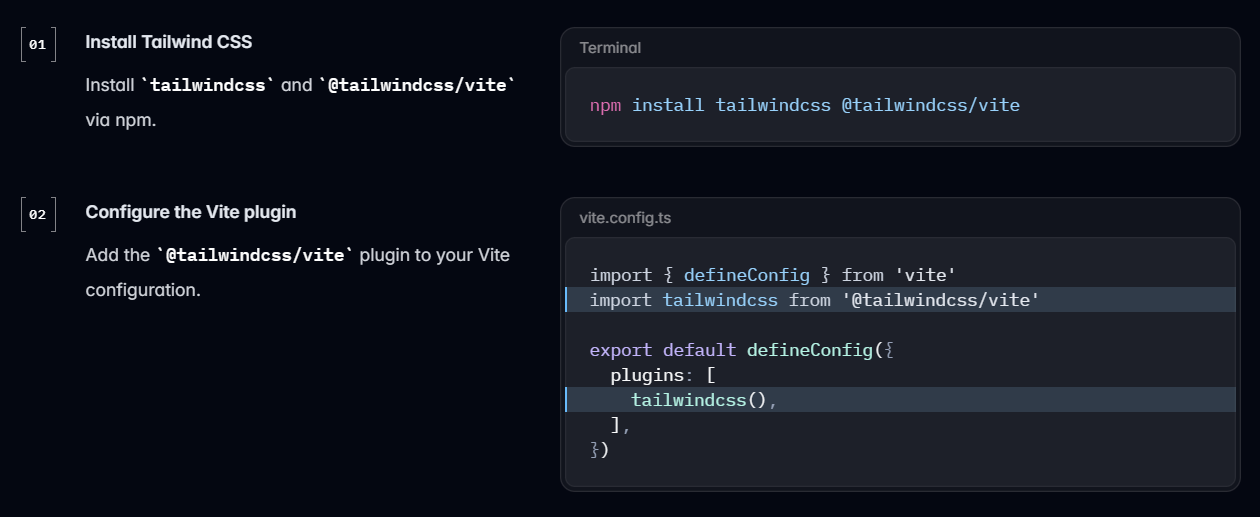 01
Install Tailwind CSS
Install `tailwindcss` and `@tailwindcss/vite`
via npm.
Terminal
npm install tailwindcss @tailwindcss/vite
02
Configure the Vite plugin
Add the `@tailwindcss/vite` plugin to your Vite
configuration.
vite.config.ts
import { defineConfig } from 'vite'
import tailwindcss from '@tailwindcss/vite'
export default defineConfig({
  plugins: [
    tailwindcss(),
  ],
})